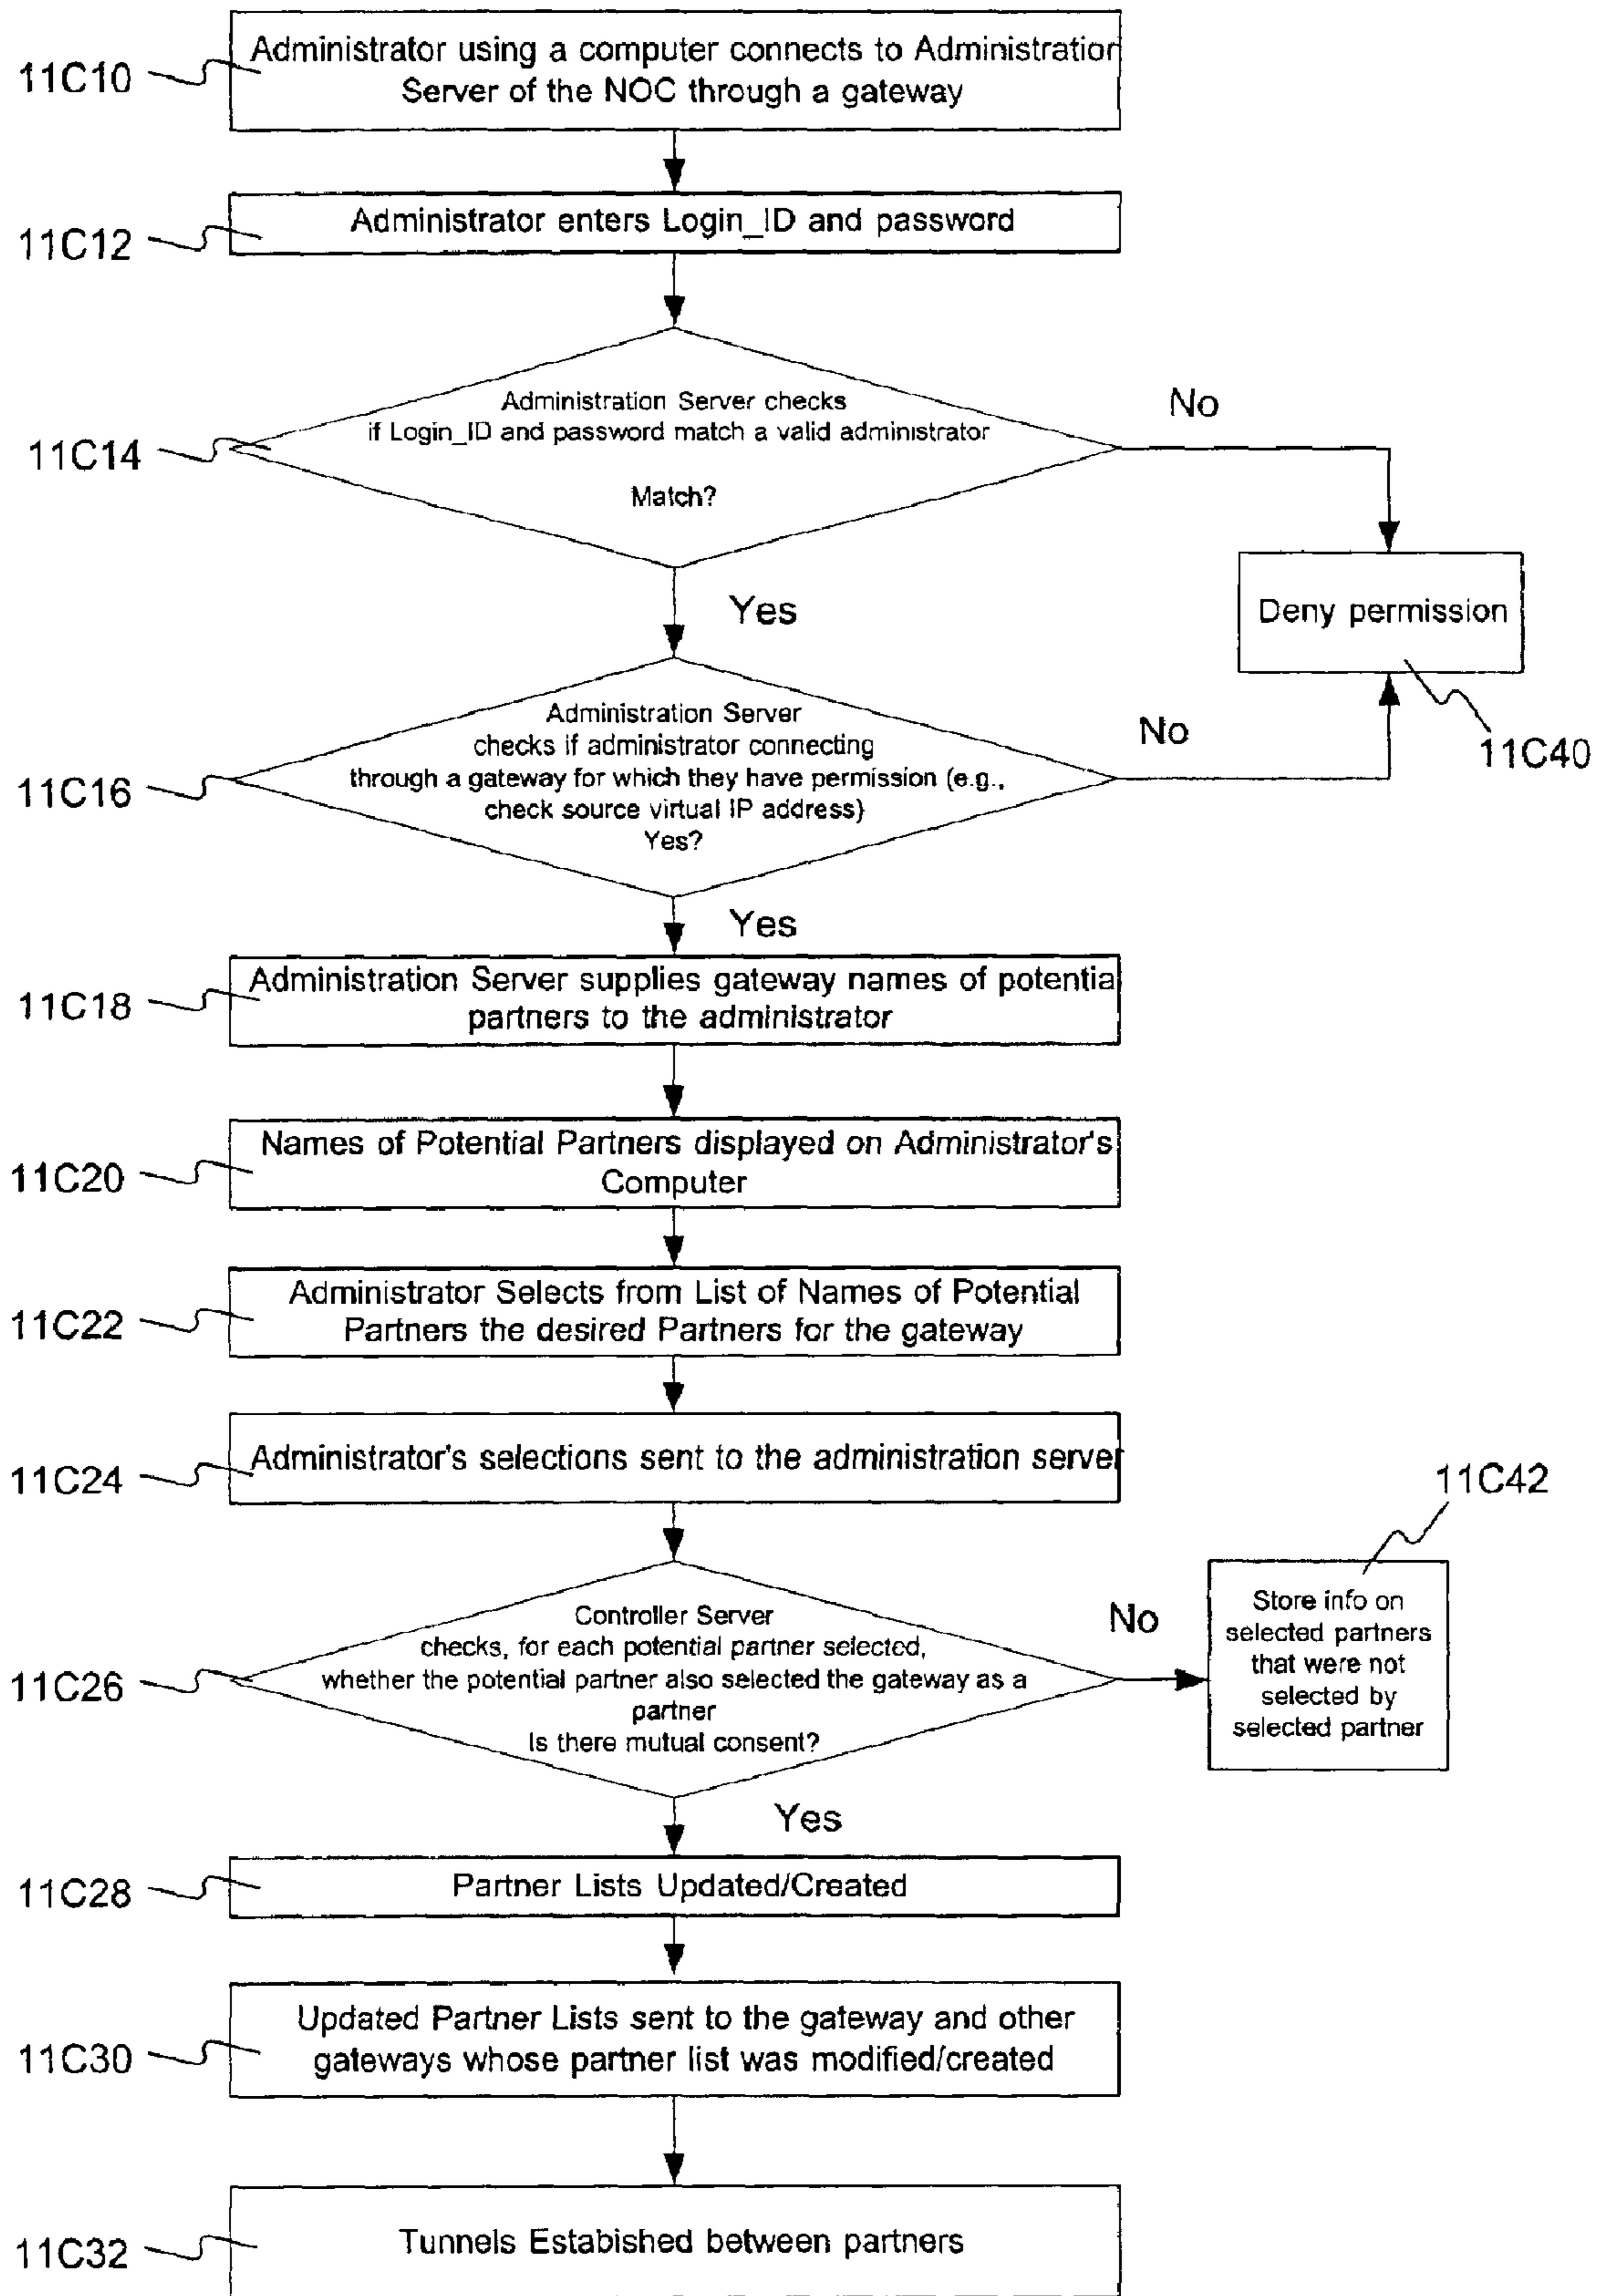 11C10
Administrator using a computer connects to Administration
Server of the NOC through a gateway
11C12
Administrator enters Login_ID and password
11C14
Administration Server checks
if Login_ID and password match a valid administrator
Match?
No
Yes
Deny permission
11C40
11C16
Administration Server
checks if administrator connecting
through a gateway for which they have permission (e.g.,
check source virtual IP address)
Yes?
No
Yes
11C18
Administration Server supplies gateway names of potentia
partners to the administrator
11C20
Names of Potential Partners displayed on Administrator's
Computer
11C22
Administrator Selects from List of Names of Potential
Partners the desired Partners for the gateway
11C24
Administrator's selections sent to the administration server
11C42
11C26
Controller Server
checks, for each potential partner selected,
whether the potential partner also selected the gateway as a
partner
Is there mutual consent?
No
Store info on
selected partners
that were not
selected by
selected partner
Yes
11C28
Partner Lists Updated/Created
11C30
Updated Partner Lists sent to the gateway and other
gateways whose partner list was modified/created
11C32
Tunnels Estabished between partners